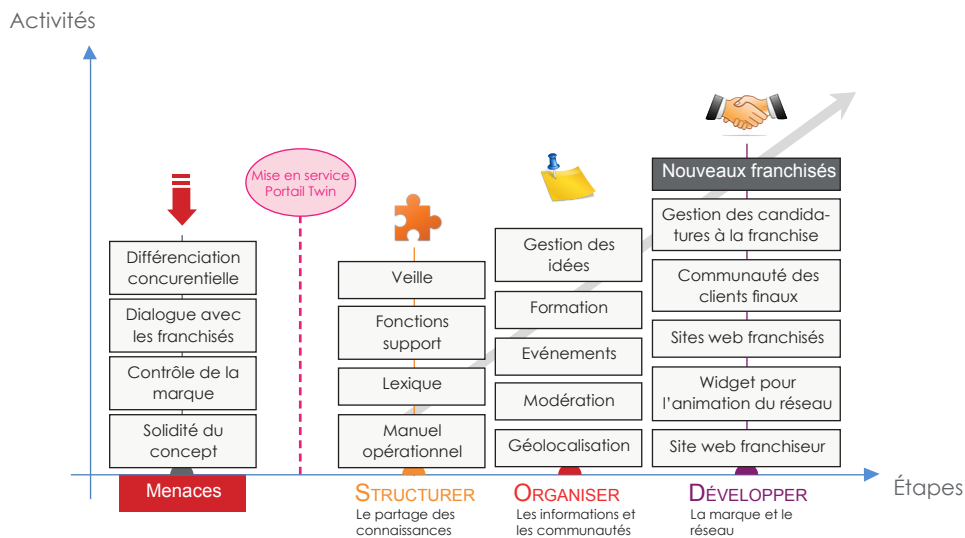 Activités
Mise en service
Portail Twin
Différenciation
concurentielle
Dialogue avec
les franchisés
Contrôle de la
marque
Solidité du
concept
Menaces
Veille
Fonctions
support
Lexique
Manuel
opérationnel
STRUCTURER
Le partage des
connaissances
Gestion des
idées
Formation
Evénements
Modération
Géolocalisation
ORGANISER
Les informations et
les communautés
Nouveaux franchisés
Gestion des candida-
tures à la franchise
Communauté des
clients finaux
Sites web franchisés
Widget pour
l'animation du réseau
Site web franchiseur
DÉVELOPPER
La marque et le
réseau
Étapes